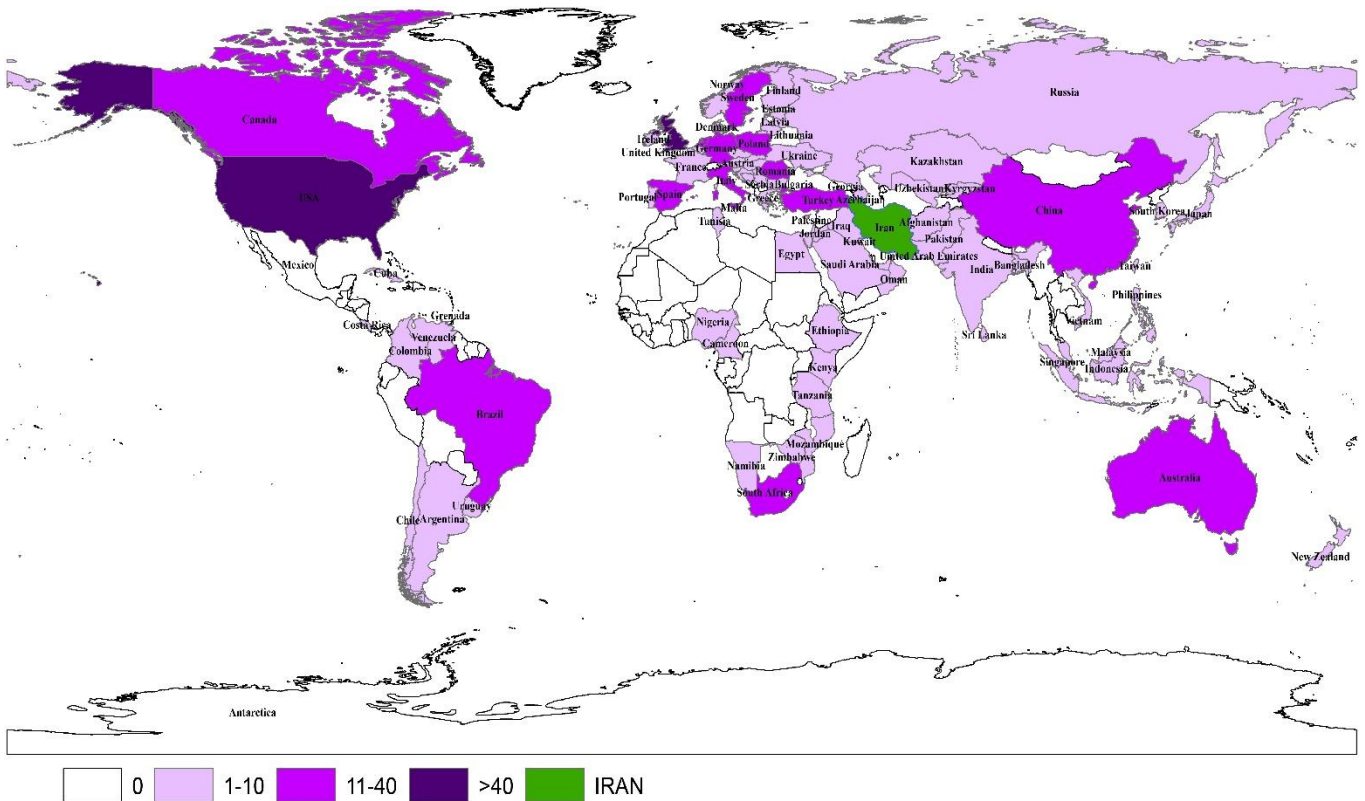 Norway
Finland
Russia
Sweden
Canada
Estonia
Latvia
Denmark
Lithunia
Ireland
United Kingdom
Germany
Poland
Ukraine
France
Austria
Kazakhstan
Romania
Italy
Serbia
Bulgaria
Georgia
Uzbekistan
Kyrgyzstan
Portugal
Spain
Greece
Turkey
Azerbaijan
USA
Malta
China
South Korea
Japan
Tunisia
Palestine
Iraq
Iran
Afghanistan
Jordan
Kuwait
Pakistan
Egypt
Saudi Arabia
United Arab Emirates
India
Bangladesh
Taiwan
Mexico
Cuba
Oman
Philippines
Grenada
Costa Rica
Nigeria
Ethiopia
Vietnam
Venezuela
Sri Lanka
Colombia
Cameroon
Malaysia
Singapore
Indonesia
Kenya
Tanzania
Brazil
Mozambique
Zimbabwe
Namibia
Australia
South Africa
Uruguay
Chile
Argentina
New Zealand
Antarctica
0
1-10
11-40
>40
IRAN